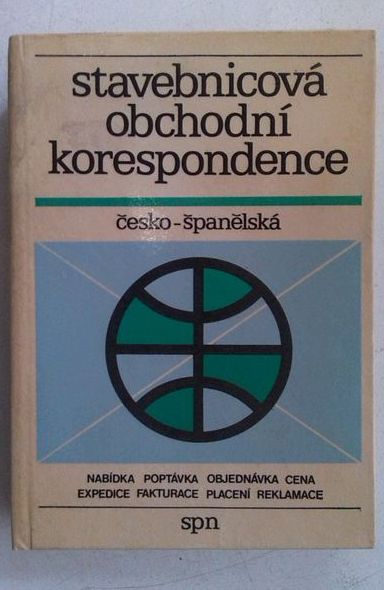 stavebnicová
obchodní
korespondence
česko-španělská
NABÍDKA POPTÁVKA OBJEDNÁVKA CENA
EXPEDICE FAKTURACE PLACENÍ REKLAMACE
spn